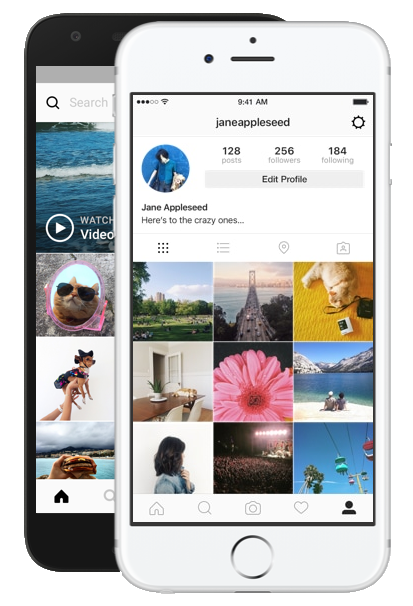 Search
WATCH
Video
9:41 AM
janeappleseed
128
256
184
posts
followers
following
Edit Profile
Jane Appleseed
Here's to the crazy ones...